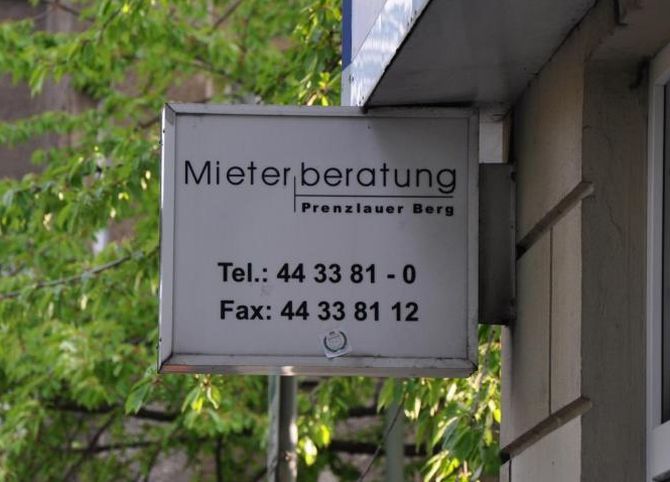 Mieterberatung
Prenzlauer Berg
Tel.: 44 33 81 - 0
Fax: 44 33 81 12